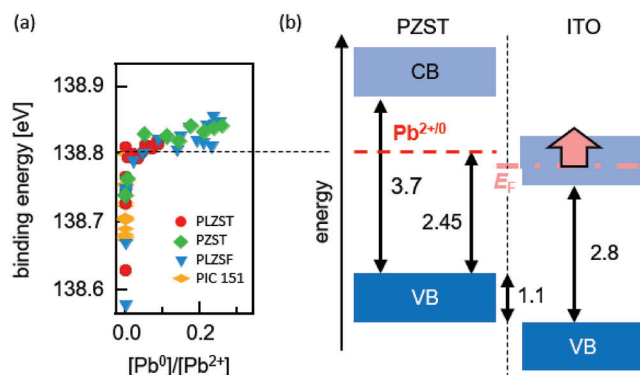 (a)
binding energy [eV]
138.9
138.8
138.7
138.6
PLZST
PZST
PLZSF
PIC 151
0.0
0.2
[Pb⁰]/[Pb²⁺]
(b)
PZST
ITO
energy
CB
Pb²⁺/⁰
E_F
3.7
2.45
2.8
VB
1.1
VB